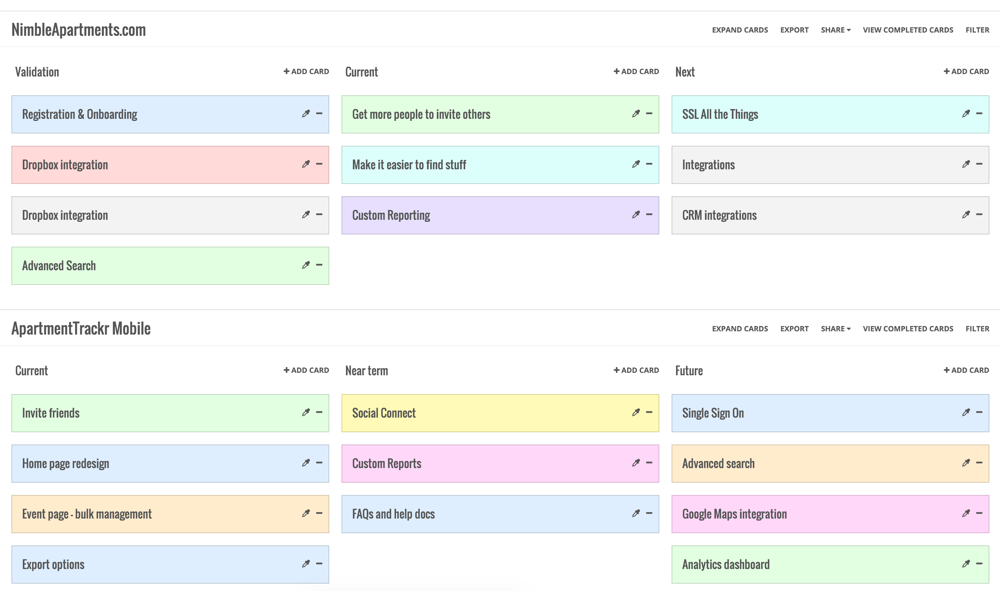 NimbleApartments.com
EXPAND CARDS EXPORT SHARE VIEW COMPLETED CARDS FILTER
Validation
+ ADD CARD
Registration & Onboarding
Dropbox integration
Dropbox integration
Advanced Search
Current
+ ADD CARD
Get more people to invite others
Make it easier to find stuff
Custom Reporting
Next
+ ADD CARD
SSL All the Things
Integrations
CRM integrations
ApartmentTrackr Mobile
EXPAND CARDS EXPORT SHARE VIEW COMPLETED CARDS FILTER
Current
+ ADD CARD
Invite friends
Home page redesign
Event page - bulk management
Export options
Near term
+ ADD CARD
Social Connect
Custom Reports
FAQs and help docs
Future
+ ADD CARD
Single Sign On
Advanced search
Google Maps integration
Analytics dashboard